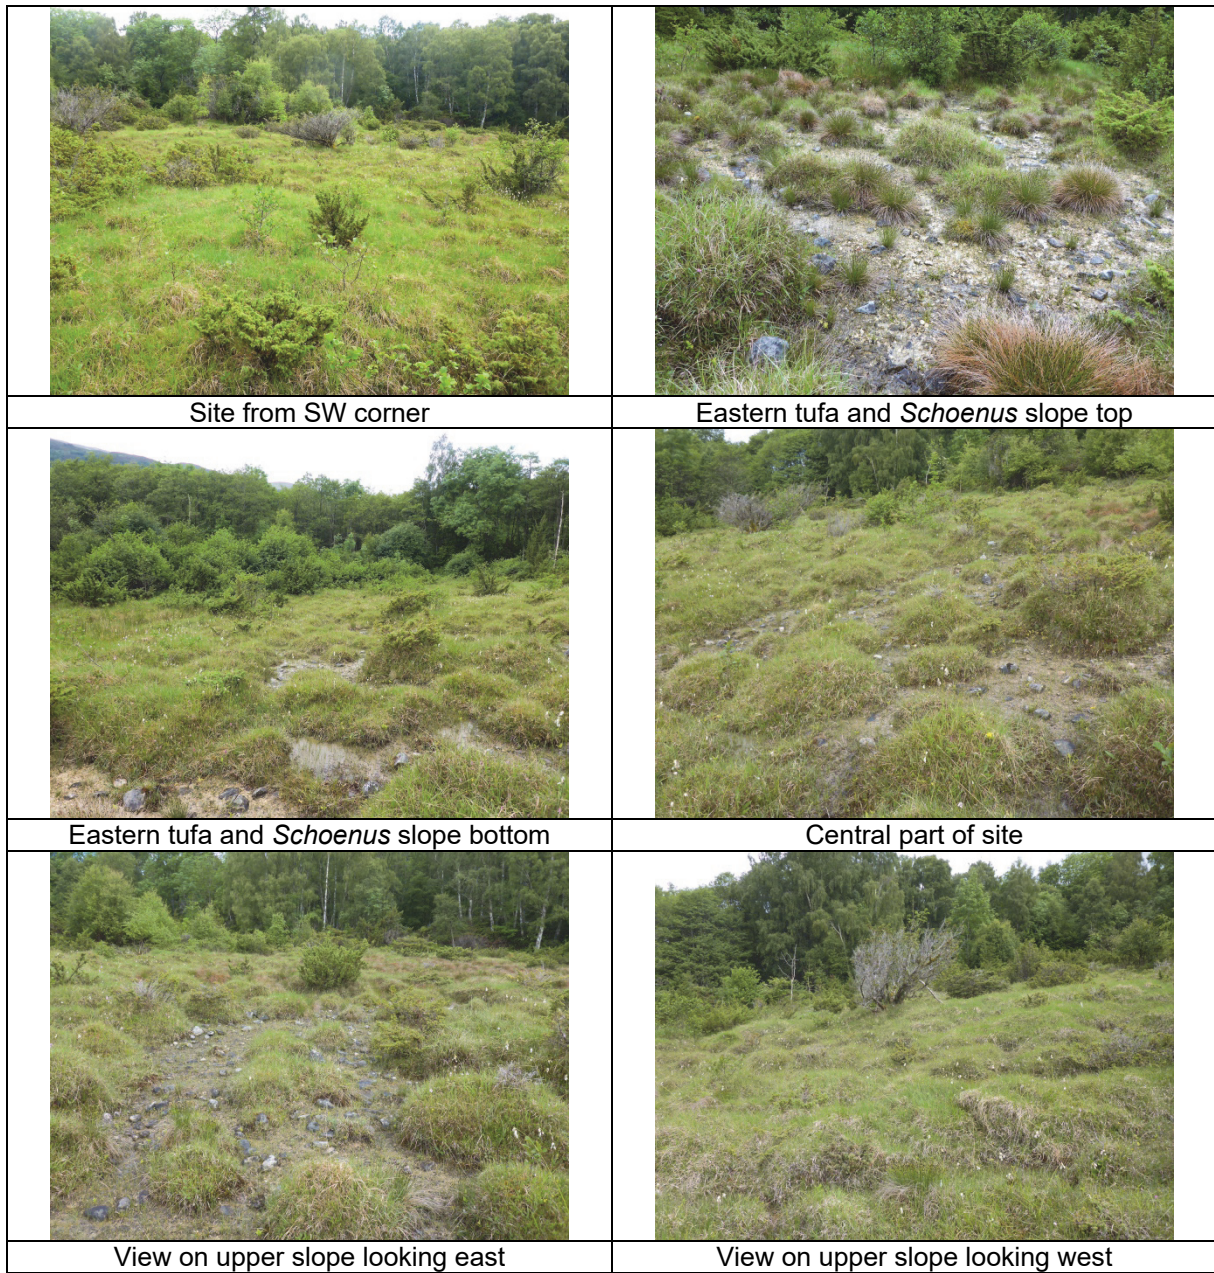 Site from SW corner
Eastern tufa and Schoenus slope top
Eastern tufa and Schoenus slope bottom
Central part of site
View on upper slope looking east
View on upper slope looking west